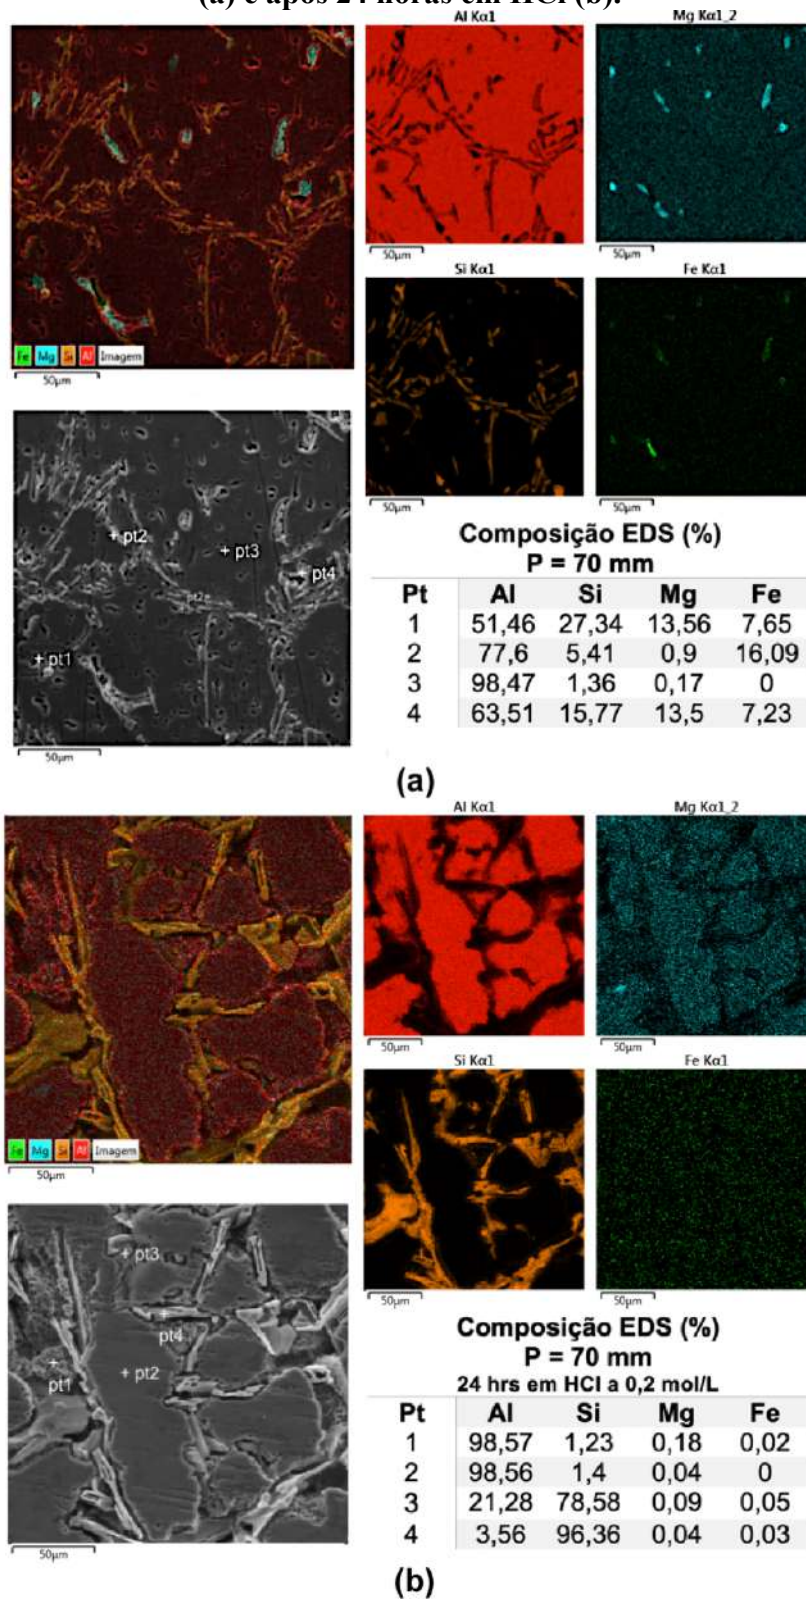 (a) e após 24 horas em HCl (b).
Al Kα1
Mg Kα1_2
50µm
50µm
Si Kα1
Fe Kα1
Fe Mg Si Al Imagem
50µm
50µm
50µm
+ pt2
+ pt3
+ pt4
pt2
+ pt1
50µm
Composição EDS (%)
P = 70 mm
Pt Al Si Mg Fe
1 51,46 27,34 13,56 7,65
2 77,6 5,41 0,9 16,09
3 98,47 1,36 0,17 0
4 63,51 15,77 13,5 7,23
(a)
Al Kα1
Mg Kα1_2
50µm
50µm
Si Kα1
Fe Kα1
Fe Mg Si Al Imagem
50µm
50µm
50µm
+ pt3
+
pt4
+
pt1
+ pt2
50µm
Composição EDS (%)
P = 70 mm
24 hrs em HCl a 0,2 mol/L
Pt Al Si Mg Fe
1 98,57 1,23 0,18 0,02
2 98,56 1,4 0,04 0
3 21,28 78,58 0,09 0,05
4 3,56 96,36 0,04 0,03
(b)